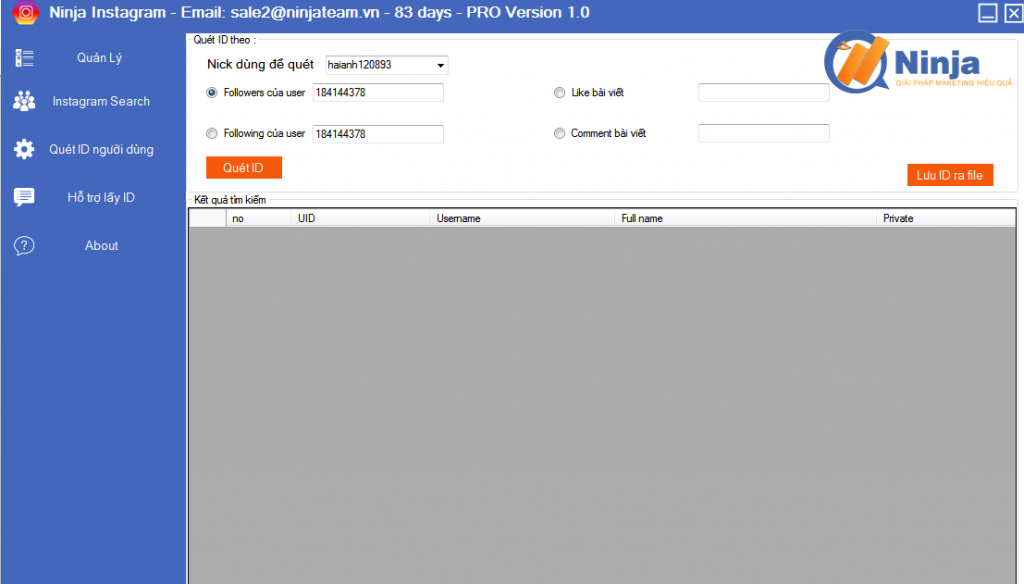 Ninja Instagram - Email: sale2@ninjateam.vn - 83 days - PRO Version 1.0
Quản Lý
Instagram Search
Quét ID người dùng
Hỗ trợ lấy ID
About
Quét ID theo :
Nick dùng để quét haianh120893
Followers của user 184144378 Like bài viết
Following của user 184144378 Comment bài viết
Quét ID
Lưu ID ra file
Ninja
GIẢI PHÁP MAKETING HIỆU QUẢ
Kết quả tìm kiếm
no UID Username Full name Private